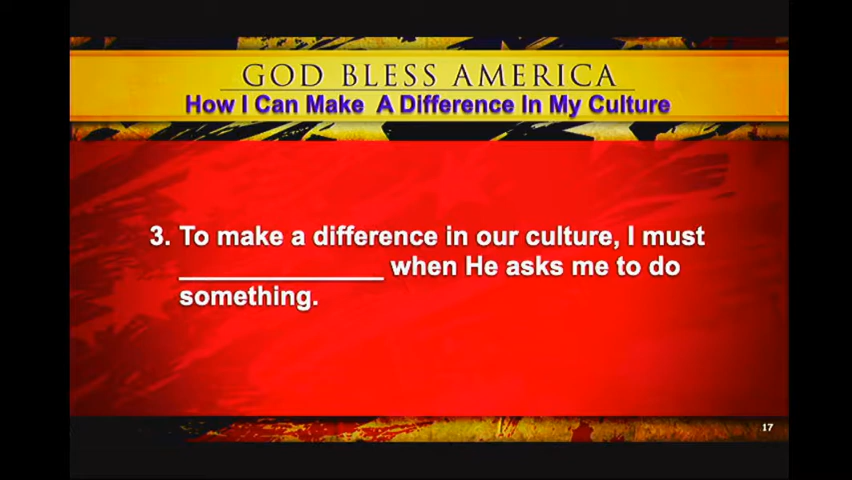 GOD BLESS AMERICA
How I Can Make A Difference In My Culture
3. To make a difference in our culture, I must
_______________ when He asks me to do
something.
17